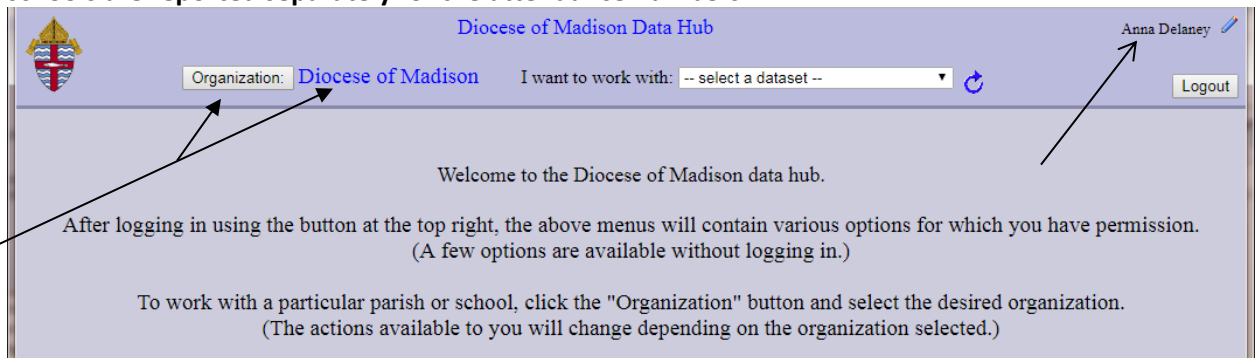 Diocese of Madison Data Hub
Anna Delaney
Organization: Diocese of Madison I want to work with: -- select a dataset --
Logout
Welcome to the Diocese of Madison data hub.
After logging in using the button at the top right, the above menus will contain various options for which you have permission.
(A few options are available without logging in.)
To work with a particular parish or school, click the "Organization" button and select the desired organization.
(The actions available to you will change depending on the organization selected.)